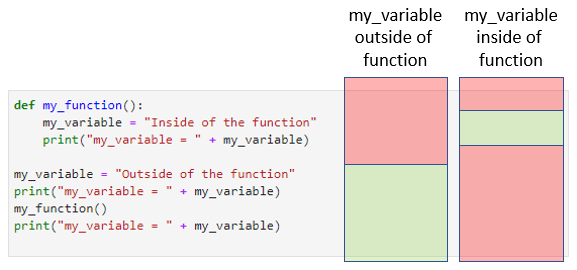 my_variable
outside of
function
my_variable
inside of
function
def my_function():
    my_variable = "Inside of the function"
    print("my_variable = " + my_variable)
my_variable = "Outside of the function"
print("my_variable = " + my_variable)
my_function()
print("my_variable = " + my_variable)